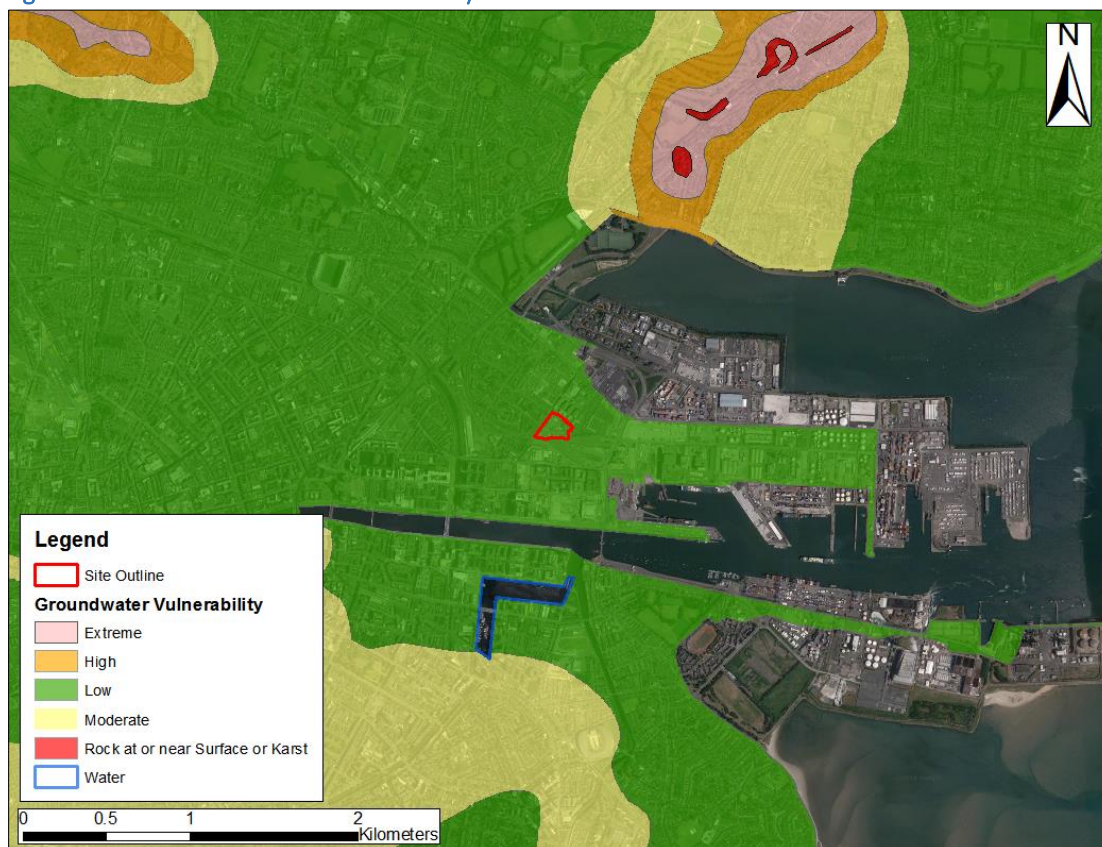 N
Legend
Site Outline
Groundwater Vulnerability
Extreme
High
Low
Moderate
Rock at or near Surface or Karst
Water
0 0.5 1 2
Kilometers